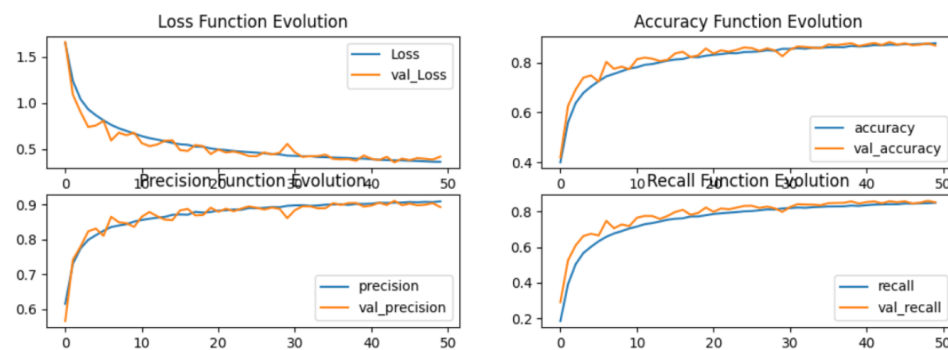 Loss Function Evolution
1.5
1.0
0.5
Loss
val_Loss
0 10 20 30 40 50
Accuracy Function Evolution
0.8
0.6
0.4
accuracy
val_accuracy
0 10 20 30 40 50
Precision Function Evolution
0.9
0.8
0.7
0.6
precision
val_precision
0 10 20 30 40 50
Recall Function Evolution
0.8
0.6
0.4
0.2
recall
val_recall
0 10 20 30 40 50